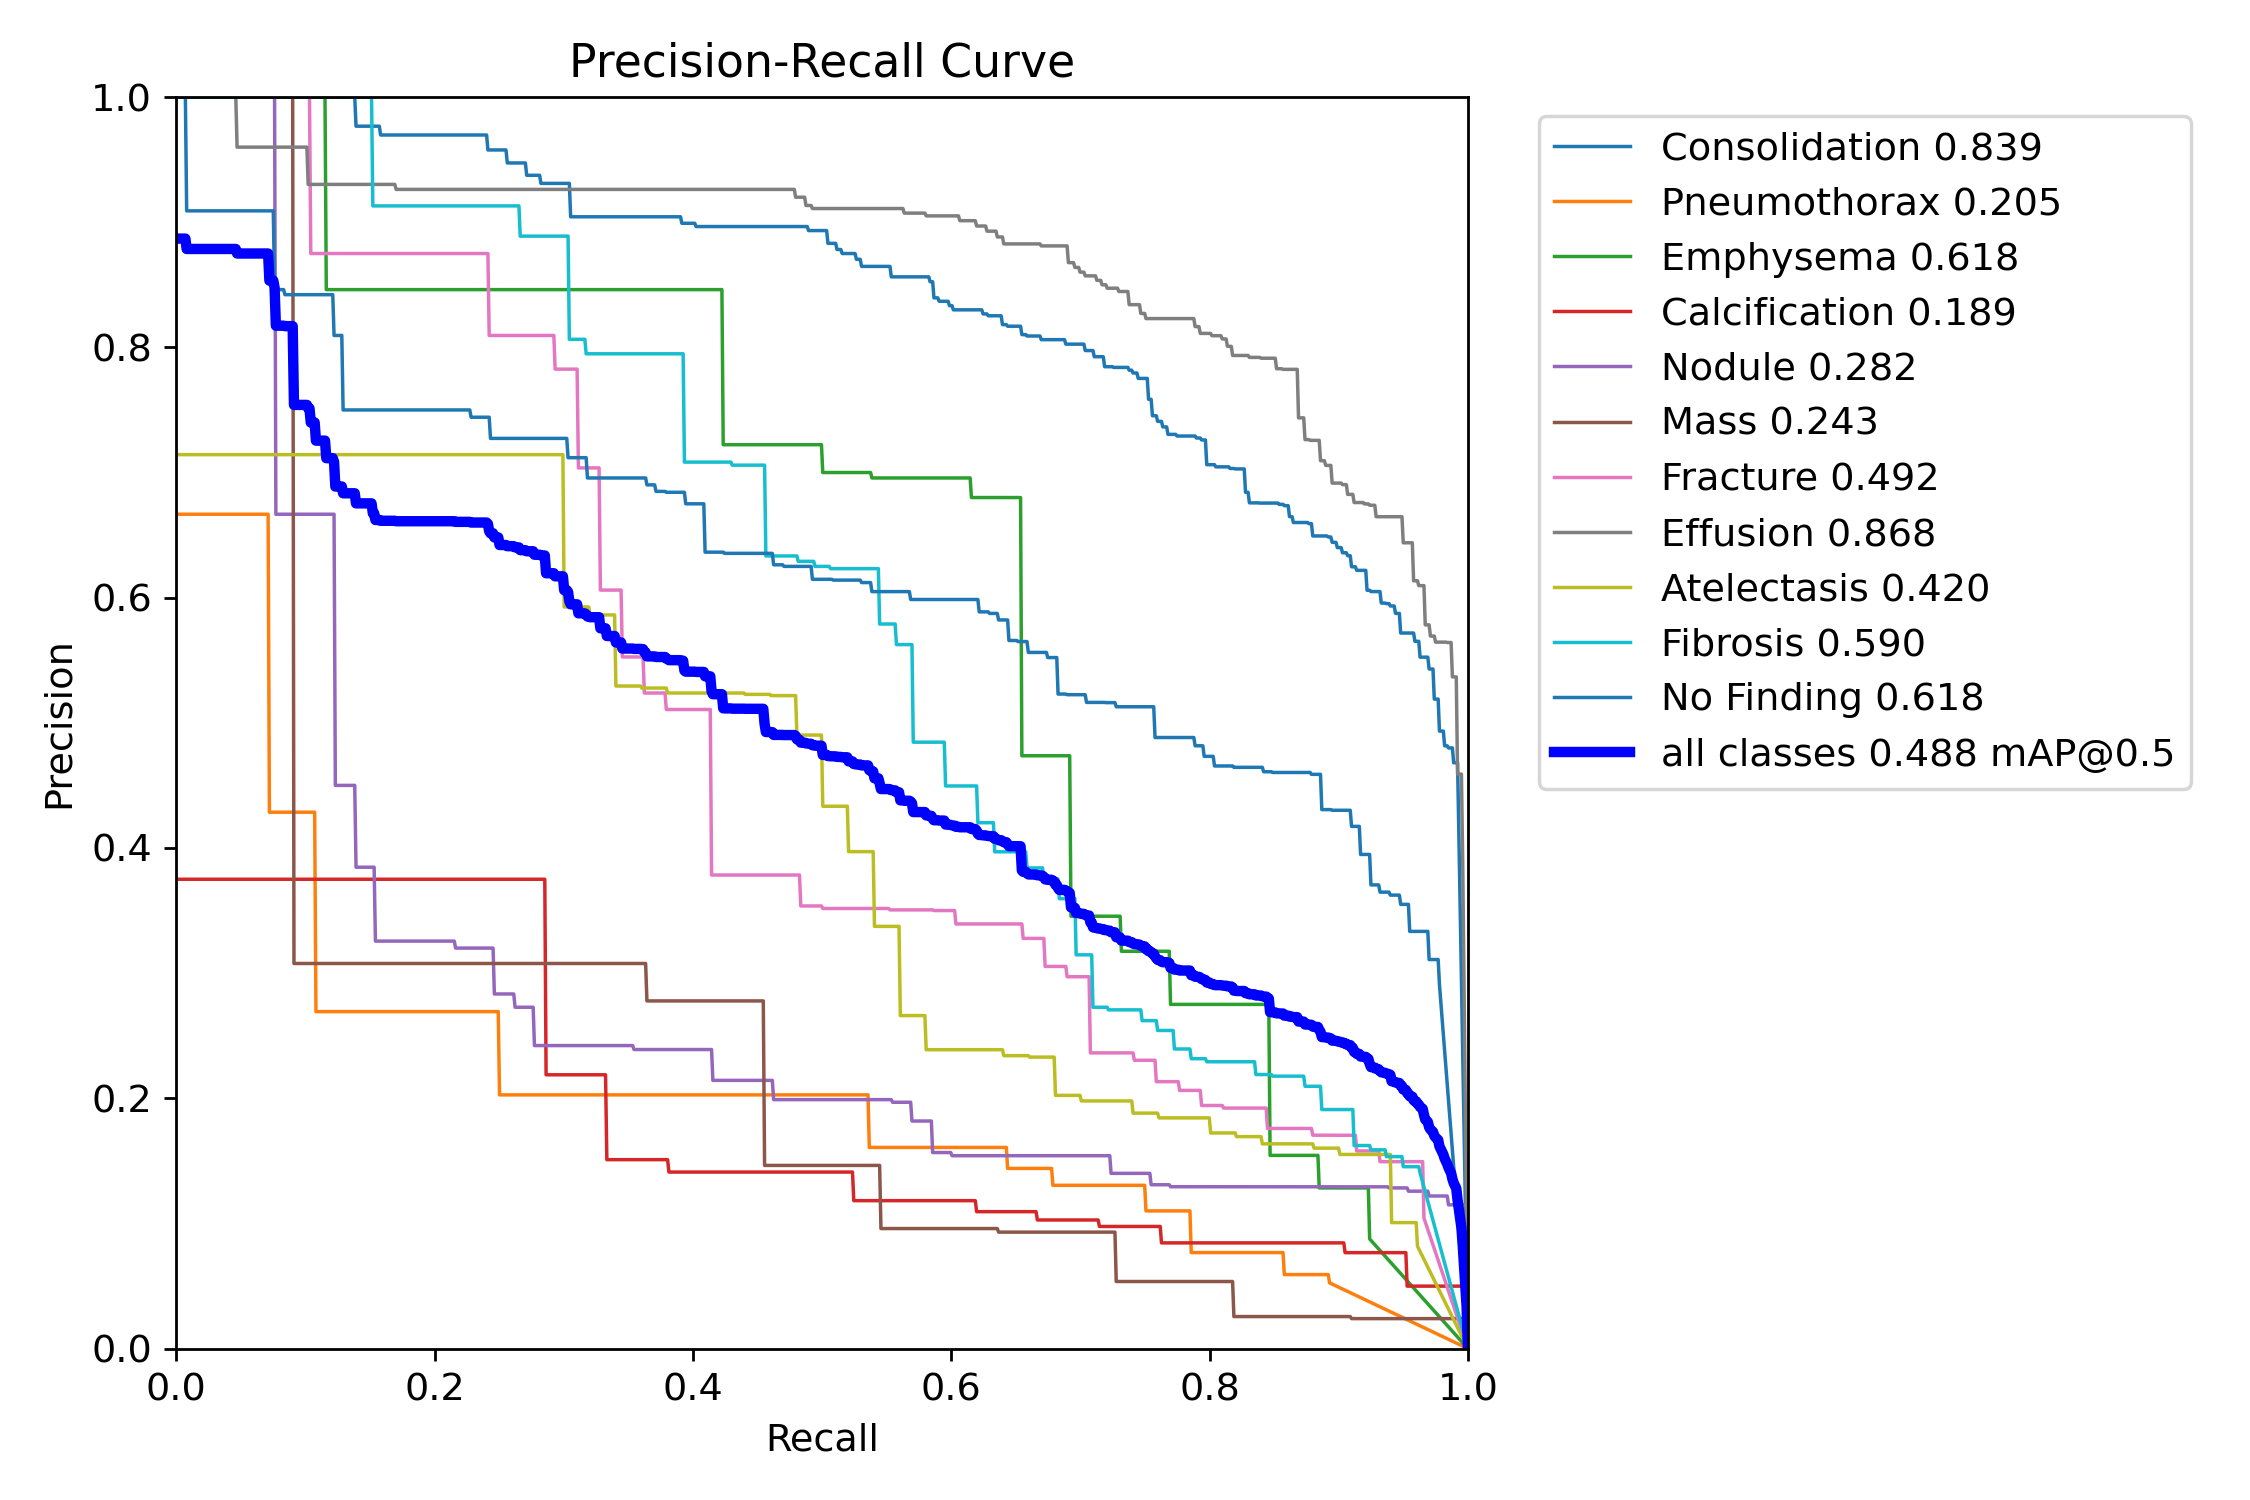 Precision-Recall Curve
1.0
0.8
0.6
0.4
0.2
0.0
Precision
0.0 0.2 0.4 0.6 0.8 1.0
Recall
Consolidation 0.839
Pneumothorax 0.205
Emphysema 0.618
Calcification 0.189
Nodule 0.282
Mass 0.243
Fracture 0.492
Effusion 0.868
Atelectasis 0.420
Fibrosis 0.590
No Finding 0.618
all classes 0.488 mAP@0.5